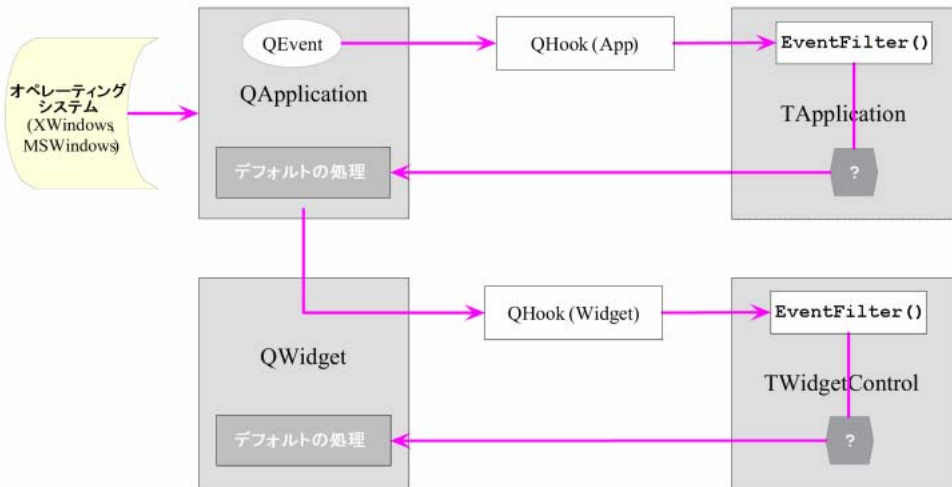 オペレーティング
システム
(XWindows,
MSWindows)
QEvent
QApplication
デフォルトの処理
QHook (App)
EventFilter()
TApplication
?
QWidget
デフォルトの処理
QHook (Widget)
EventFilter()
TWidgetControl
?